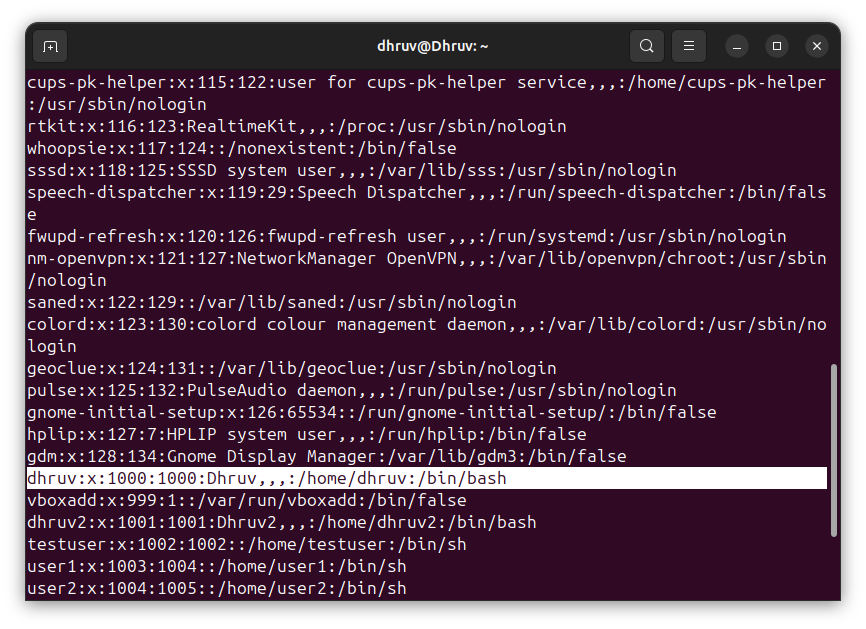 dhruv@Dhruv: ~
cups-pk-helper:x:115:122:user for cups-pk-helper service,,,:/home/cups-pk-helper
:/usr/sbin/nologin
rtkit:x:116:123:RealtimeKit,,,:/proc:/usr/sbin/nologin
whoopsie:x:117:124::/nonexistent:/bin/false
sssd:x:118:125:SSSD system user,,,:/var/lib/sss:/usr/sbin/nologin
speech-dispatcher:x:119:29:Speech Dispatcher,,,:/run/speech-dispatcher:/bin/fals
e
fwupd-refresh:x:120:126:fwupd-refresh user,,,:/run/systemd:/usr/sbin/nologin
nm-openvpn:x:121:127:NetworkManager OpenVPN,,,:/var/lib/openvpn/chroot:/usr/sbin
/nologin
saned:x:122:129::/var/lib/saned:/usr/sbin/nologin
colord:x:123:130:colord colour management daemon,,,:/var/lib/colord:/usr/sbin/no
login
geoclue:x:124:131::/var/lib/geoclue:/usr/sbin/nologin
pulse:x:125:132:PulseAudio daemon,,,:/run/pulse:/usr/sbin/nologin
gnome-initial-setup:x:126:65534::/run/gnome-initial-setup/:/bin/false
hplip:x:127:7:HPLIP system user,,,:/run/hplip:/bin/false
gdm:x:128:134:Gnome Display Manager:/var/lib/gdm3:/bin/false
dhruv:x:1000:1000:Dhruv,,,:/home/dhruv:/bin/bash
vboxadd:x:999:1::/var/run/vboxadd:/bin/false
dhruv2:x:1001:1001:Dhruv2,,,:/home/dhruv2:/bin/bash
testuser:x:1002:1002::/home/testuser:/bin/sh
user1:x:1003:1004::/home/user1:/bin/sh
user2:x:1004:1005::/home/user2:/bin/sh